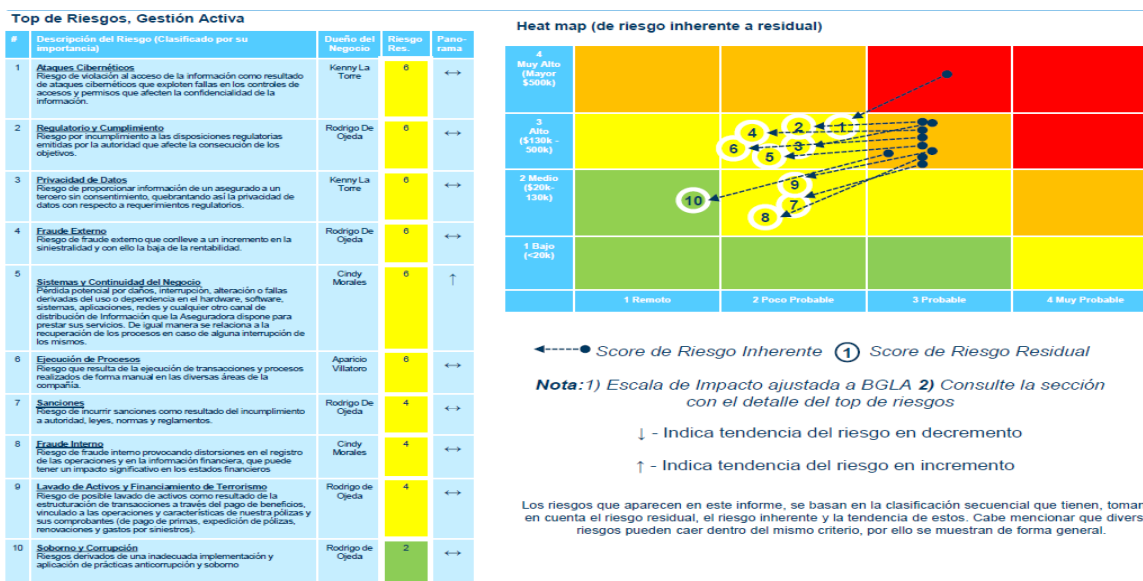 Top de Riesgos, Gestión Activa
# Descripción del Riesgo (Clasificado por su importancia) Dueño del Negocio Riesgo Res. Pano-rama
1 Ataques Cibernéticos Kenny La Torre 6 ↔
Riesgo de violación al acceso de la información como resultado
de ataques cibernéticos que exploten fallas en los controles de
accesos y permisos que afecten la confidencialidad de la
información.
2 Regulatorio y Cumplimiento Rodrigo De Ojeda 6 ↔
Riesgo por incumplimiento a las disposiciones regulatorias
emitidas por la autoridad que afecte la consecución de los
objetivos.
3 Privacidad de Datos Kenny La Torre 6 ↔
Riesgo de proporcionar información de un asegurado a un
tercero sin consentimiento, quebrantando así la privacidad de
datos con respecto a requerimientos regulatorios.
4 Fraude Externo Rodrigo De Ojeda 6 ↔
Riesgo de fraude externo que conlleve a un incremento en la
siniestralidad y con ello la baja de la rentabilidad.
5 Sistemas y Continuidad del Negocio Cindy Morales 6 ↑
Pérdida potencial por daños, interrupción, alteración o fallas
derivadas del uso o dependencia en el hardware, software,
sistemas, aplicaciones, redes y cualquier otro canal de
distribución de Información que la Aseguradora dispone para
prestar sus servicios. De igual manera se relaciona a la
recuperación de los procesos en caso de alguna interrupción de
los mismos.
6 Ejecución de Procesos Aparicio Villatoro 6 ↔
Riesgo que resulta de la ejecución de transacciones y procesos
realizados de forma manual en las diversas áreas de la
compañía.
7 Sanciones Rodrigo De Ojeda 4 ↔
Riesgo de incurrir sanciones como resultado del incumplimiento
a autoridad, leyes, normas y reglamentos.
8 Fraude Interno Cindy Morales 4 ↔
Riesgo de fraude interno provocando distorsiones en el registro
de las operaciones y en la información financiera, que puede
tener un impacto significativo en los estados financieros
9 Lavado de Activos y Financiamiento de Terrorismo Rodrigo de Ojeda 4 ↔
Riesgo de posible lavado de activos como resultado de la
estructuración de transacciones a través del pago de beneficios,
vinculado a las operaciones y características de nuestra pólizas y
sus comprobantes (de pago de primas, expedición de pólizas,
renovaciones y gastos por siniestros).
10 Soborno y Corrupción Rodrigo de Ojeda 2 ↔
Riesgos derivados de una inadecuada implementación y
aplicación de prácticas anticorrupción y soborno
Heat map (de riesgo inherente a residual)
4
Muy Alto
(Mayor
$500k)
3
Alto
($130k -
500k)
2 Medio
($20k-
130k)
1 Bajo
(<20k)
4 2 1
6 5 3
10 9
8 7
1 Remoto 2 Poco Probable 3 Probable 4 Muy Probable
Score de Riesgo Inherente 1 Score de Riesgo Residual
Nota:1) Escala de Impacto ajustada a BGLA 2) Consulte la sección
con el detalle del top de riesgos
↓ - Indica tendencia del riesgo en decremento
↑ - Indica tendencia del riesgo en incremento
Los riesgos que aparecen en este informe, se basan en la clasificación secuencial que tienen, tomar
en cuenta el riesgo residual, el riesgo inherente y la tendencia de estos. Cabe mencionar que divers
riesgos pueden caer dentro del mismo criterio, por ello se muestran de forma general.